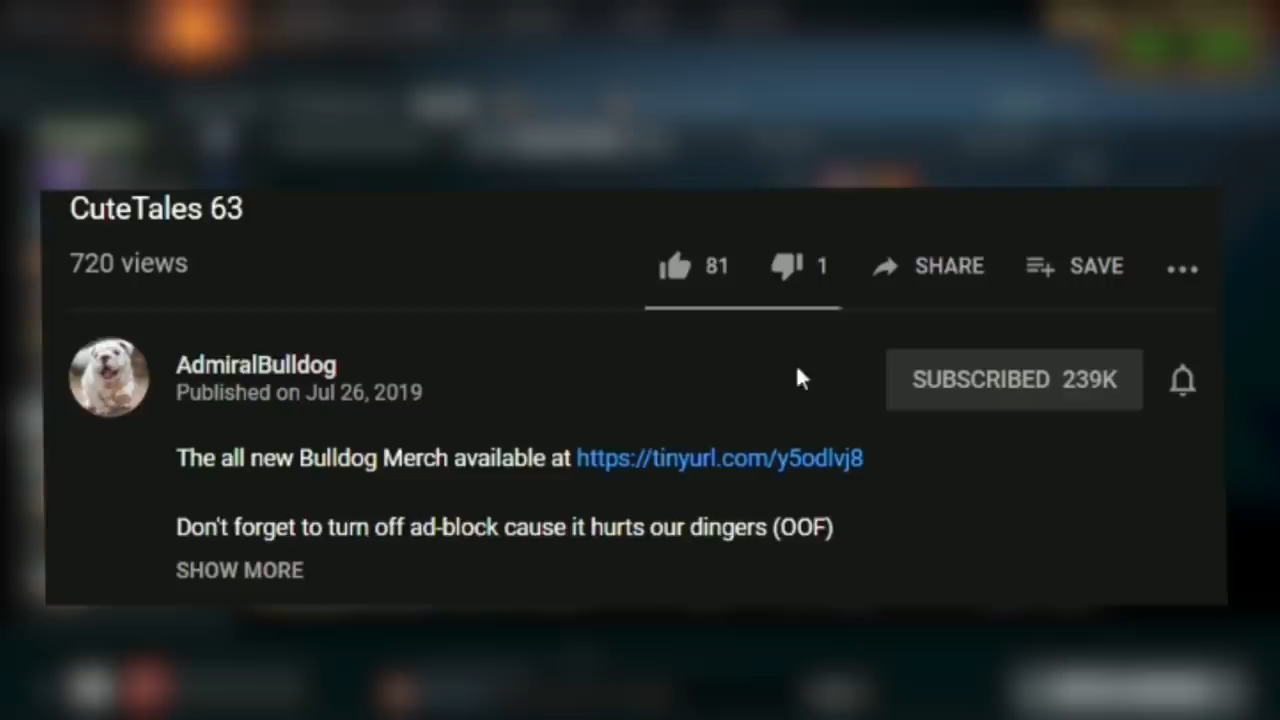 CuteTales 63
720 views
81
1
SHARE
SAVE
AdmiralBulldog
Published on Jul 26, 2019
SUBSCRIBED 239K
The all new Bulldog Merch available at https://tinyurl.com/y5odlvj8
Don't forget to turn off ad-block cause it hurts our dingers (OOF)
SHOW MORE